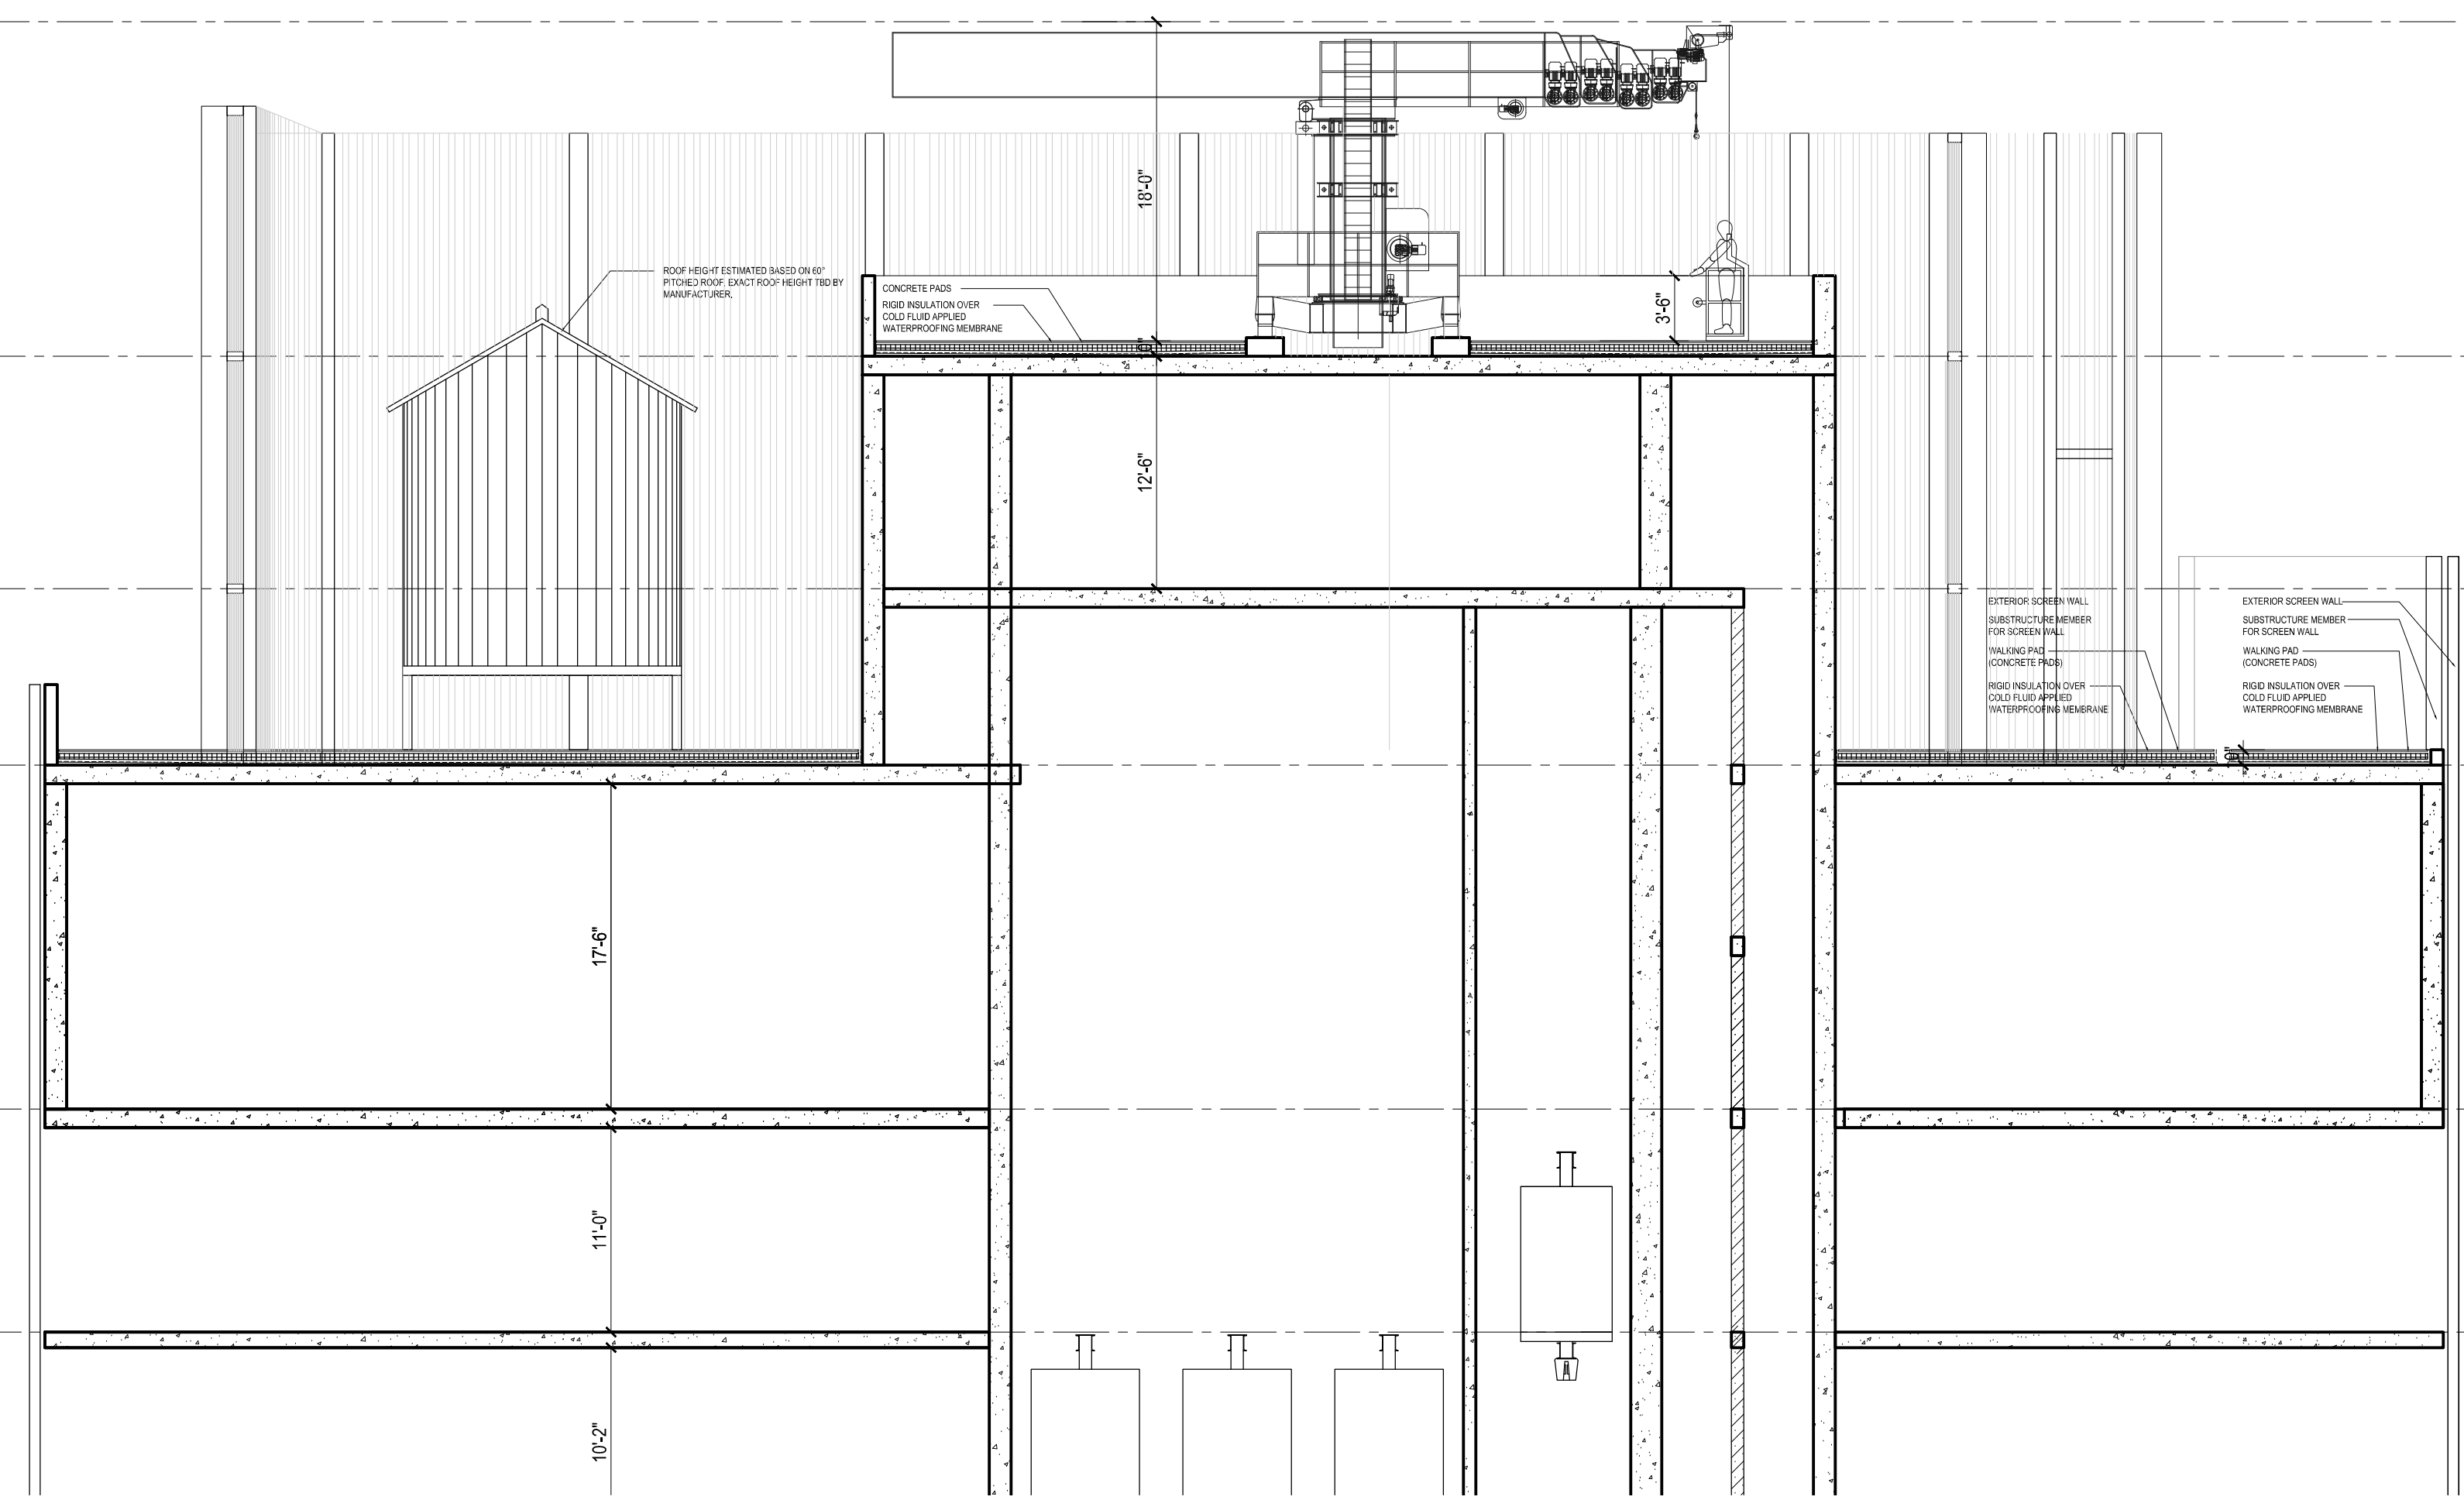 18'-0"
ROOF HEIGHT ESTIMATED BASED ON 60°
PITCHED ROOF, EXACT ROOF HEIGHT TBD BY
MANUFACTURER,
CONCRETE PADS
RIGID INSULATION OVER
COLD FLUID APPLIED
WATERPROOFING MEMBRANE
3'-6"
10"
12'-6"
EXTERIOR SCREEN WALL
SUBSTRUCTURE MEMBER
FOR SCREEN WALL
WALKING PAD
(CONCRETE PADS)
RIGID INSULATION OVER
COLD FLUID APPLIED
WATERPROOFING MEMBRANE
EXTERIOR SCREEN WALL
SUBSTRUCTURE MEMBER
FOR SCREEN WALL
WALKING PAD
(CONCRETE PADS)
RIGID INSULATION OVER
COLD FLUID APPLIED
WATERPROOFING MEMBRANE
10"
17'-6"
11'-0"
10'-2"